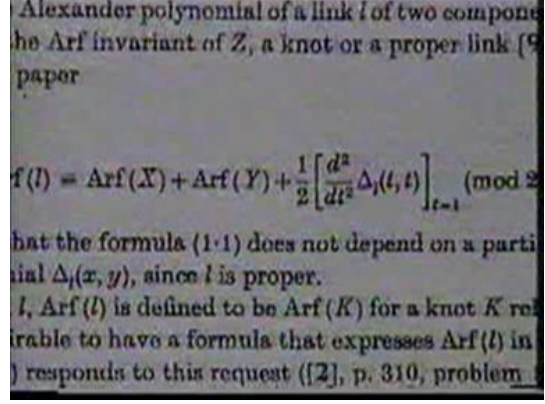 Alexander polynomial of a link l of two compone
he Arf invariant of Z, a knot or a proper link [9
paper
f(l) = Arf(X) + Arf(Y) + 1/2 [d²/dt² Δₗ(t,t)]ₜ₌₁ (mod 2
hat the formula (1·1) does not depend on a parti
ial Δₗ(x, y), since l is proper.
l, Arf(l) is defined to be Arf(K) for a knot K rel
irable to have a formula that expresses Arf(l) in
) responds to this request ([2], p. 310, problem